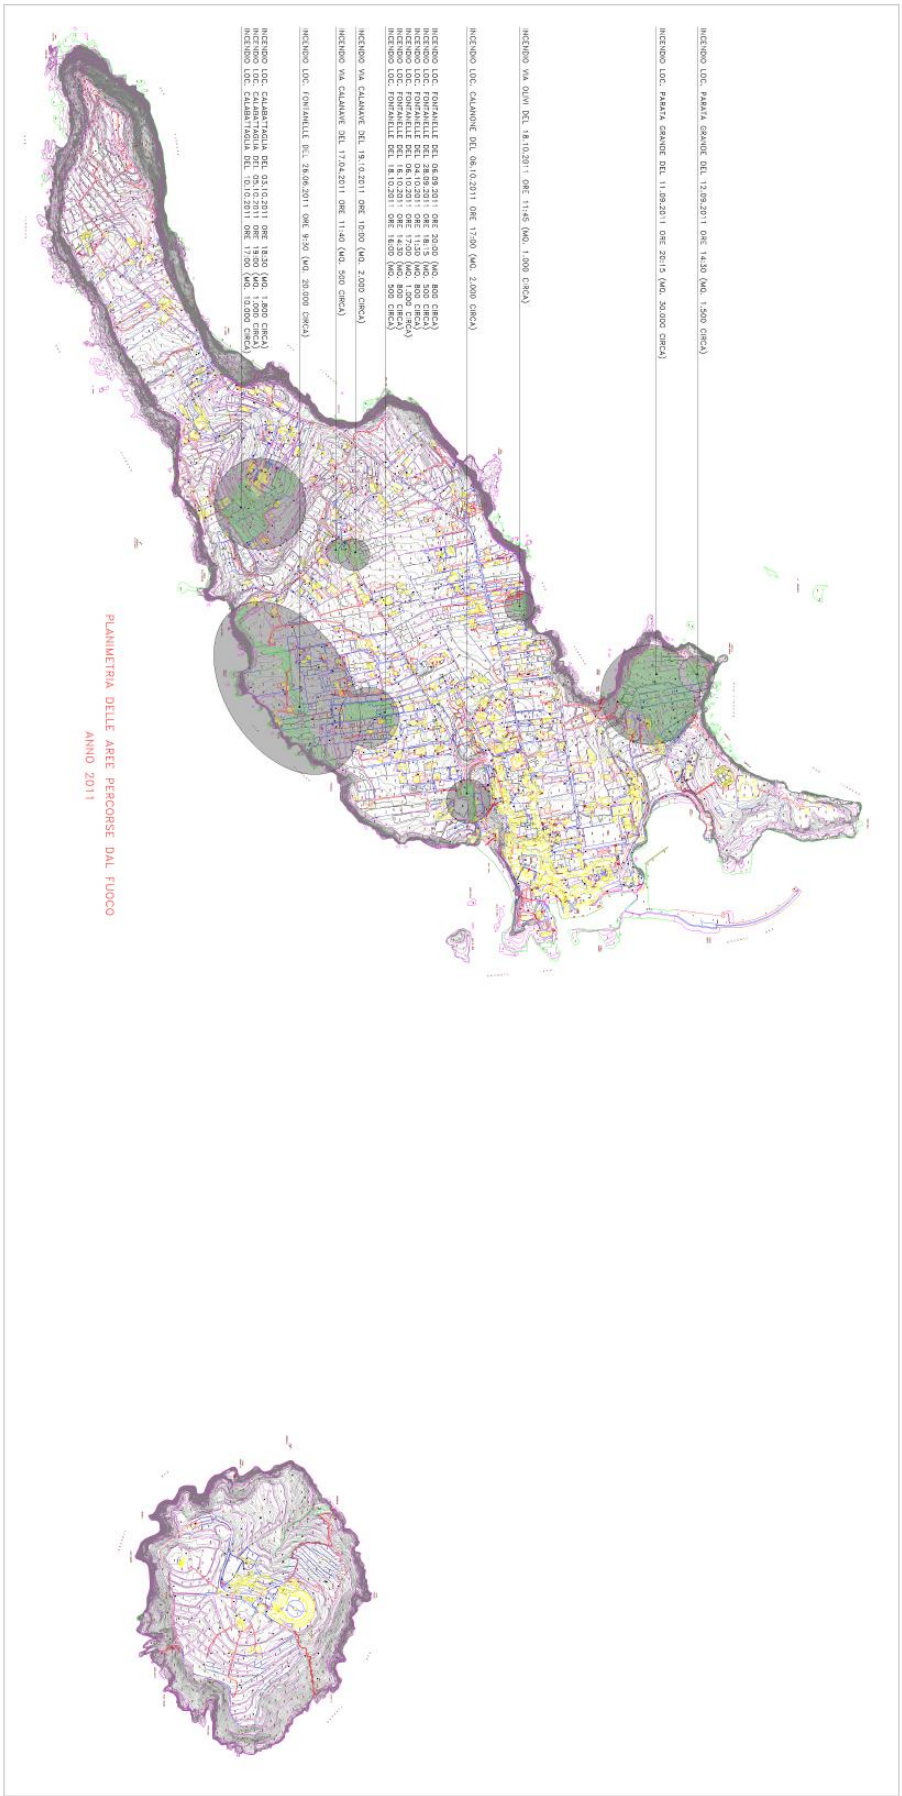 INCENDIO LOC. PARATA GRANDE DEL 12.09.2011 ORE 14:30 (MQ. 1.500 CIRCA)
INCENDIO LOC. PARATA GRANDE DEL 11.09.2011 ORE 20:15 (MQ. 30.000 CIRCA)
INCENDIO VIA OLIVI DEL 18.10.2011 ORE 11:45 (MQ. 1.000 CIRCA)
INCENDIO LOC. CALANONE DEL 06.10.2011 ORE 17:00 (MQ. 2.000 CIRCA)
INCENDIO LOC. FONTANELLE DEL 06.09.2011 ORE 20:00 (MQ. 800 CIRCA)
INCENDIO LOC. FONTANELLE DEL 28.09.2011 ORE 18:15 (MQ. 500 CIRCA)
INCENDIO LOC. FONTANELLE DEL 04.10.2011 ORE 11:30 (MQ. 800 CIRCA)
INCENDIO LOC. FONTANELLE DEL 06.10.2011 ORE 17:00 (MQ. 1.000 CIRCA)
INCENDIO LOC. FONTANELLE DEL 16.10.2011 ORE 14:30 (MQ. 800 CIRCA)
INCENDIO LOC. FONTANELLE DEL 18.10.2011 ORE 16:00 (MQ. 500 CIRCA)
INCENDIO VIA CALANAVE DEL 19.10.2011 ORE 10:00 (MQ. 2.000 CIRCA)
INCENDIO VIA CALANAVE DEL 17.04.2011 ORE 11:40 (MQ. 500 CIRCA)
INCENDIO LOC. FONTANELLE DEL 26.06.2011 ORE 9:30 (MQ. 20.000 CIRCA)
INCENDIO LOC. CALABATTAGLIA DEL 03.10.2011 ORE 18:30 (MQ. 1.800 CIRCA)
INCENDIO LOC. CALABATTAGLIA DEL 05.10.2011 ORE 19:00 (MQ. 1.000 CIRCA)
INCENDIO LOC. CALABATTAGLIA DEL 10.10.2011 ORE 17:00 (MQ. 10.000 CIRCA)
PLANIMETRIA DELLE AREE PERCORSE DAL FUOCO
ANNO 2011